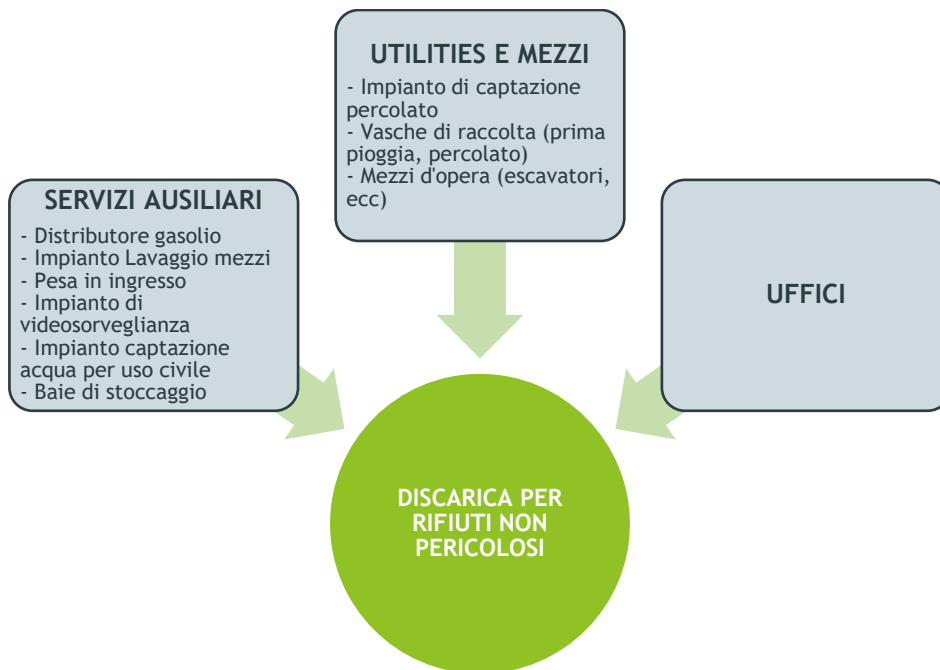 UTILITIES E MEZZI
- Impianto di captazione
percolato
- Vasche di raccolta (prima
pioggia, percolato)
- Mezzi d'opera (escavatori,
ecc)
SERVIZI AUSILIARI
- Distributore gasolio
- Impianto Lavaggio mezzi
- Pesa in ingresso
- Impianto di
videosorveglianza
- Impianto captazione
acqua per uso civile
- Baie di stoccaggio
UFFICI
DISCARICA PER
RIFIUTI NON
PERICOLOSI